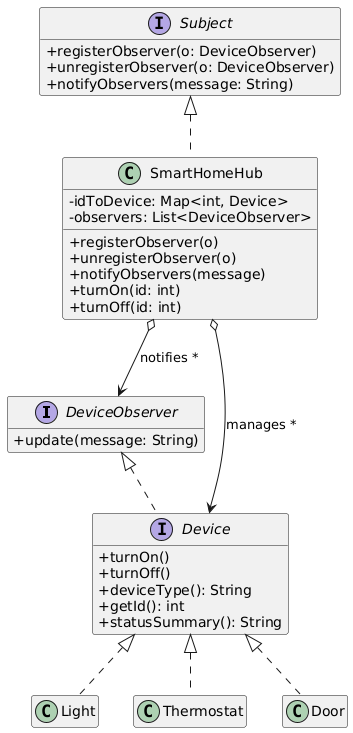 I Subject
+registerObserver(o: DeviceObserver)
+unregisterObserver(o: DeviceObserver)
+notifyObservers(message: String)
C SmartHomeHub
-idToDevice: Map<int, Device>
-observers: List<DeviceObserver>
+registerObserver(o)
+unregisterObserver(o)
+notifyObservers(message)
+turnOn(id: int)
+turnOff(id: int)
notifies *
I DeviceObserver
+update(message: String)
manages *
I Device
+turnOn()
+turnOff()
+deviceType(): String
+getId(): int
+statusSummary(): String
C Light
C Thermostat
C Door